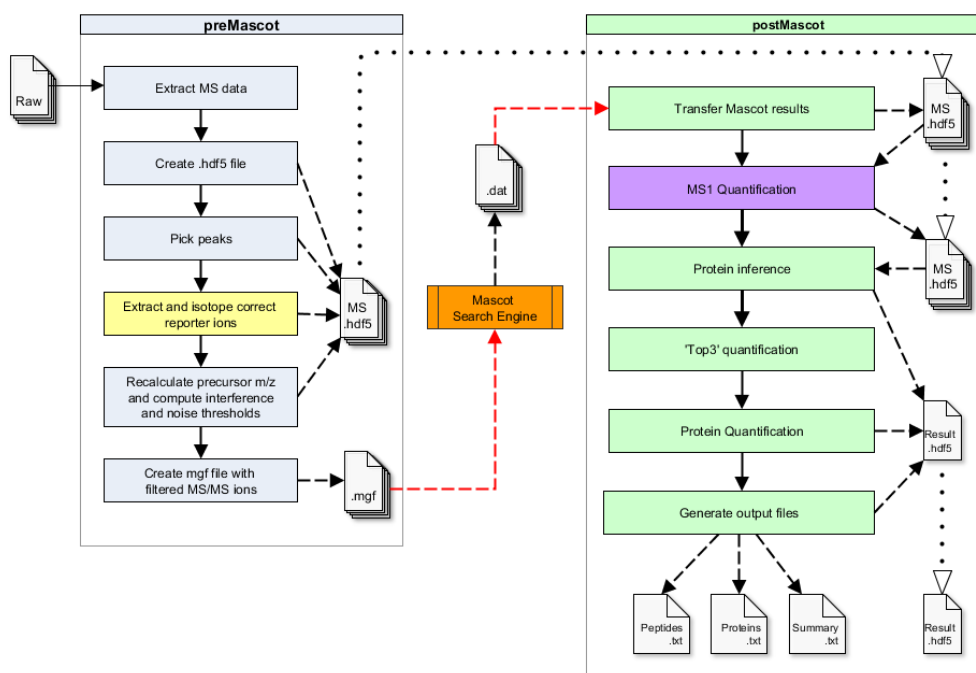 preMascot
Raw
Extract MS data
Create .hdf5 file
Pick peaks
Extract and isotope correct
reporter ions
Recalculate precursor m/z
and compute interference
and noise thresholds
Create mgf file with
filtered MS/MS ions
MS
.hdf5
.mgf
.dat
Mascot
Search Engine
postMascot
Transfer Mascot results
MS
.hdf5
MS1 Quantification
Protein inference
MS
.hdf5
'Top3' quantification
Protein Quantification
Result
.hdf5
Generate output files
Peptides
.txt
Proteins
.txt
Summary
.txt
Result
.hdf5